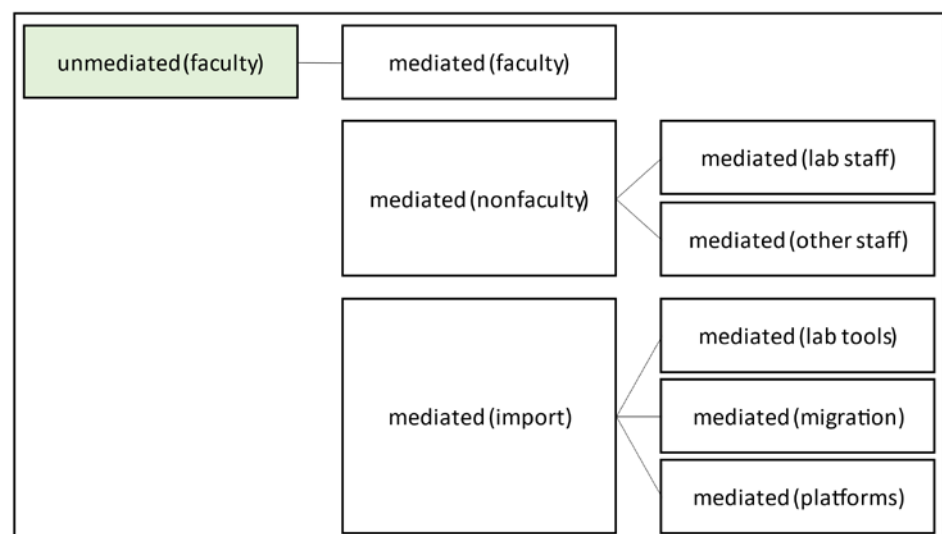 unmediated (faculty)
mediated (faculty)
mediated (nonfaculty)
mediated (lab staff)
mediated (other staff)
mediated (import)
mediated (lab tools)
mediated (migration)
mediated (platforms)